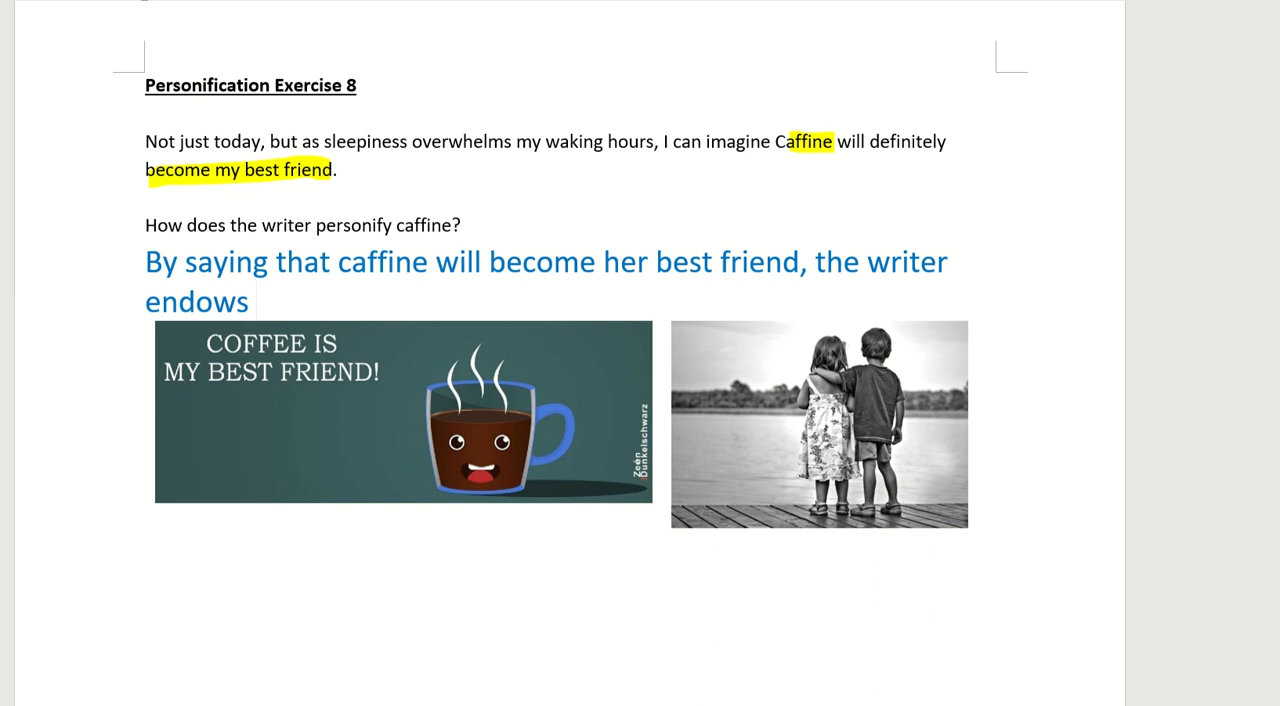 Personification Exercise 8
Not just today, but as sleepiness overwhelms my waking hours, I can imagine Caffine will definitely
become my best friend.
How does the writer personify caffine?
By saying that caffine will become her best friend, the writer
endows
COFFEE IS
MY BEST FRIEND!
Zeen
Dunkelschwarz